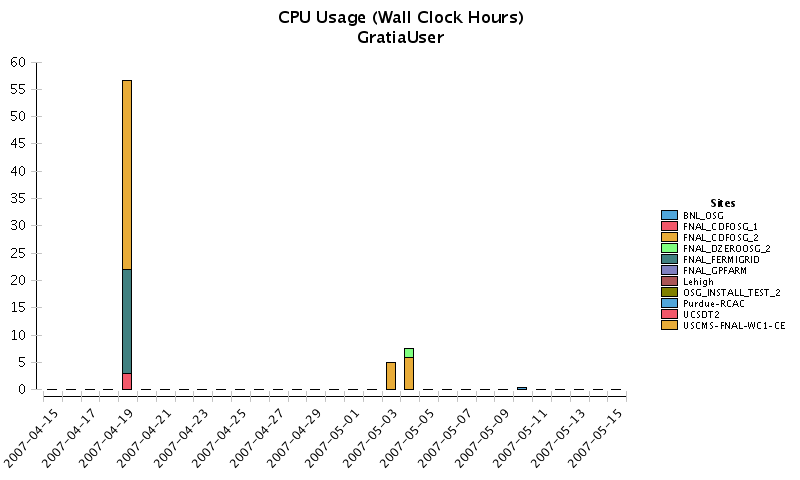 CPU Usage (Wall Clock Hours)
GratiaUser
60
55
50
45
40
35
30
25
20
15
10
5
0
2007-04-15
2007-04-17
2007-04-19
2007-04-21
2007-04-23
2007-04-25
2007-04-27
2007-04-29
2007-05-01
2007-05-03
2007-05-05
2007-05-07
2007-05-09
2007-05-11
2007-05-13
2007-05-15
Sites
BNL_OSG
FNAL_CDFOSG_1
FNAL_CDFOSG_2
FNAL_DZEROOSG_2
FNAL_FERMIGRID
FNAL_GPFARM
Lehigh
OSG_INSTALL_TEST_2
Purdue-RCAC
UCSDT2
USCMS-FNAL-WC1-CE